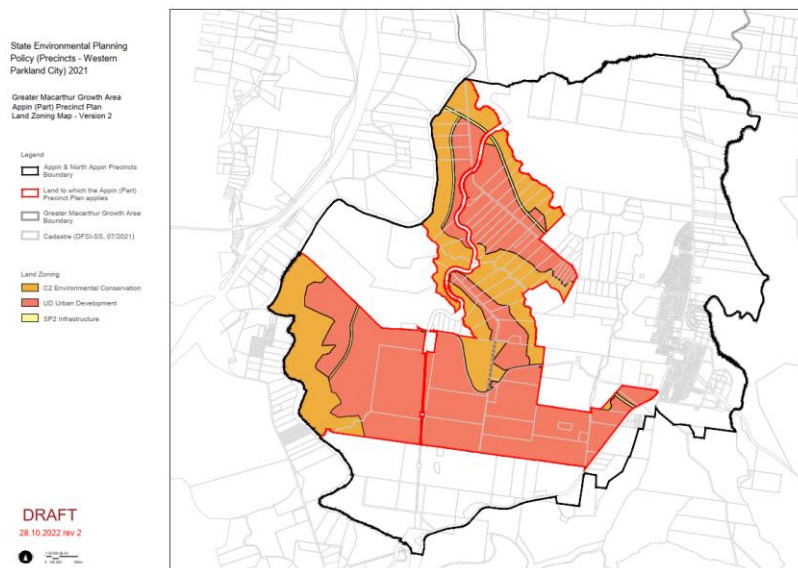 State Environmental Planning
Policy (Precincts - Western
Parkland City) 2021
Greater Macarthur Growth Area
Appin (Part) Precinct Plan
Land Zoning Map - Version 2
Legend
Appin & North Appin Precincts
Boundary
Land to which the Appin (Part)
Precinct Plan applies
Greater Macarthur Growth Area
Boundary
Cadastre (DFSI-SS, 07/2021)
Land Zoning
C2 Environmental Conservation
UD Urban Development
SP2 Infrastructure
DRAFT
28.10.2022 rev 2